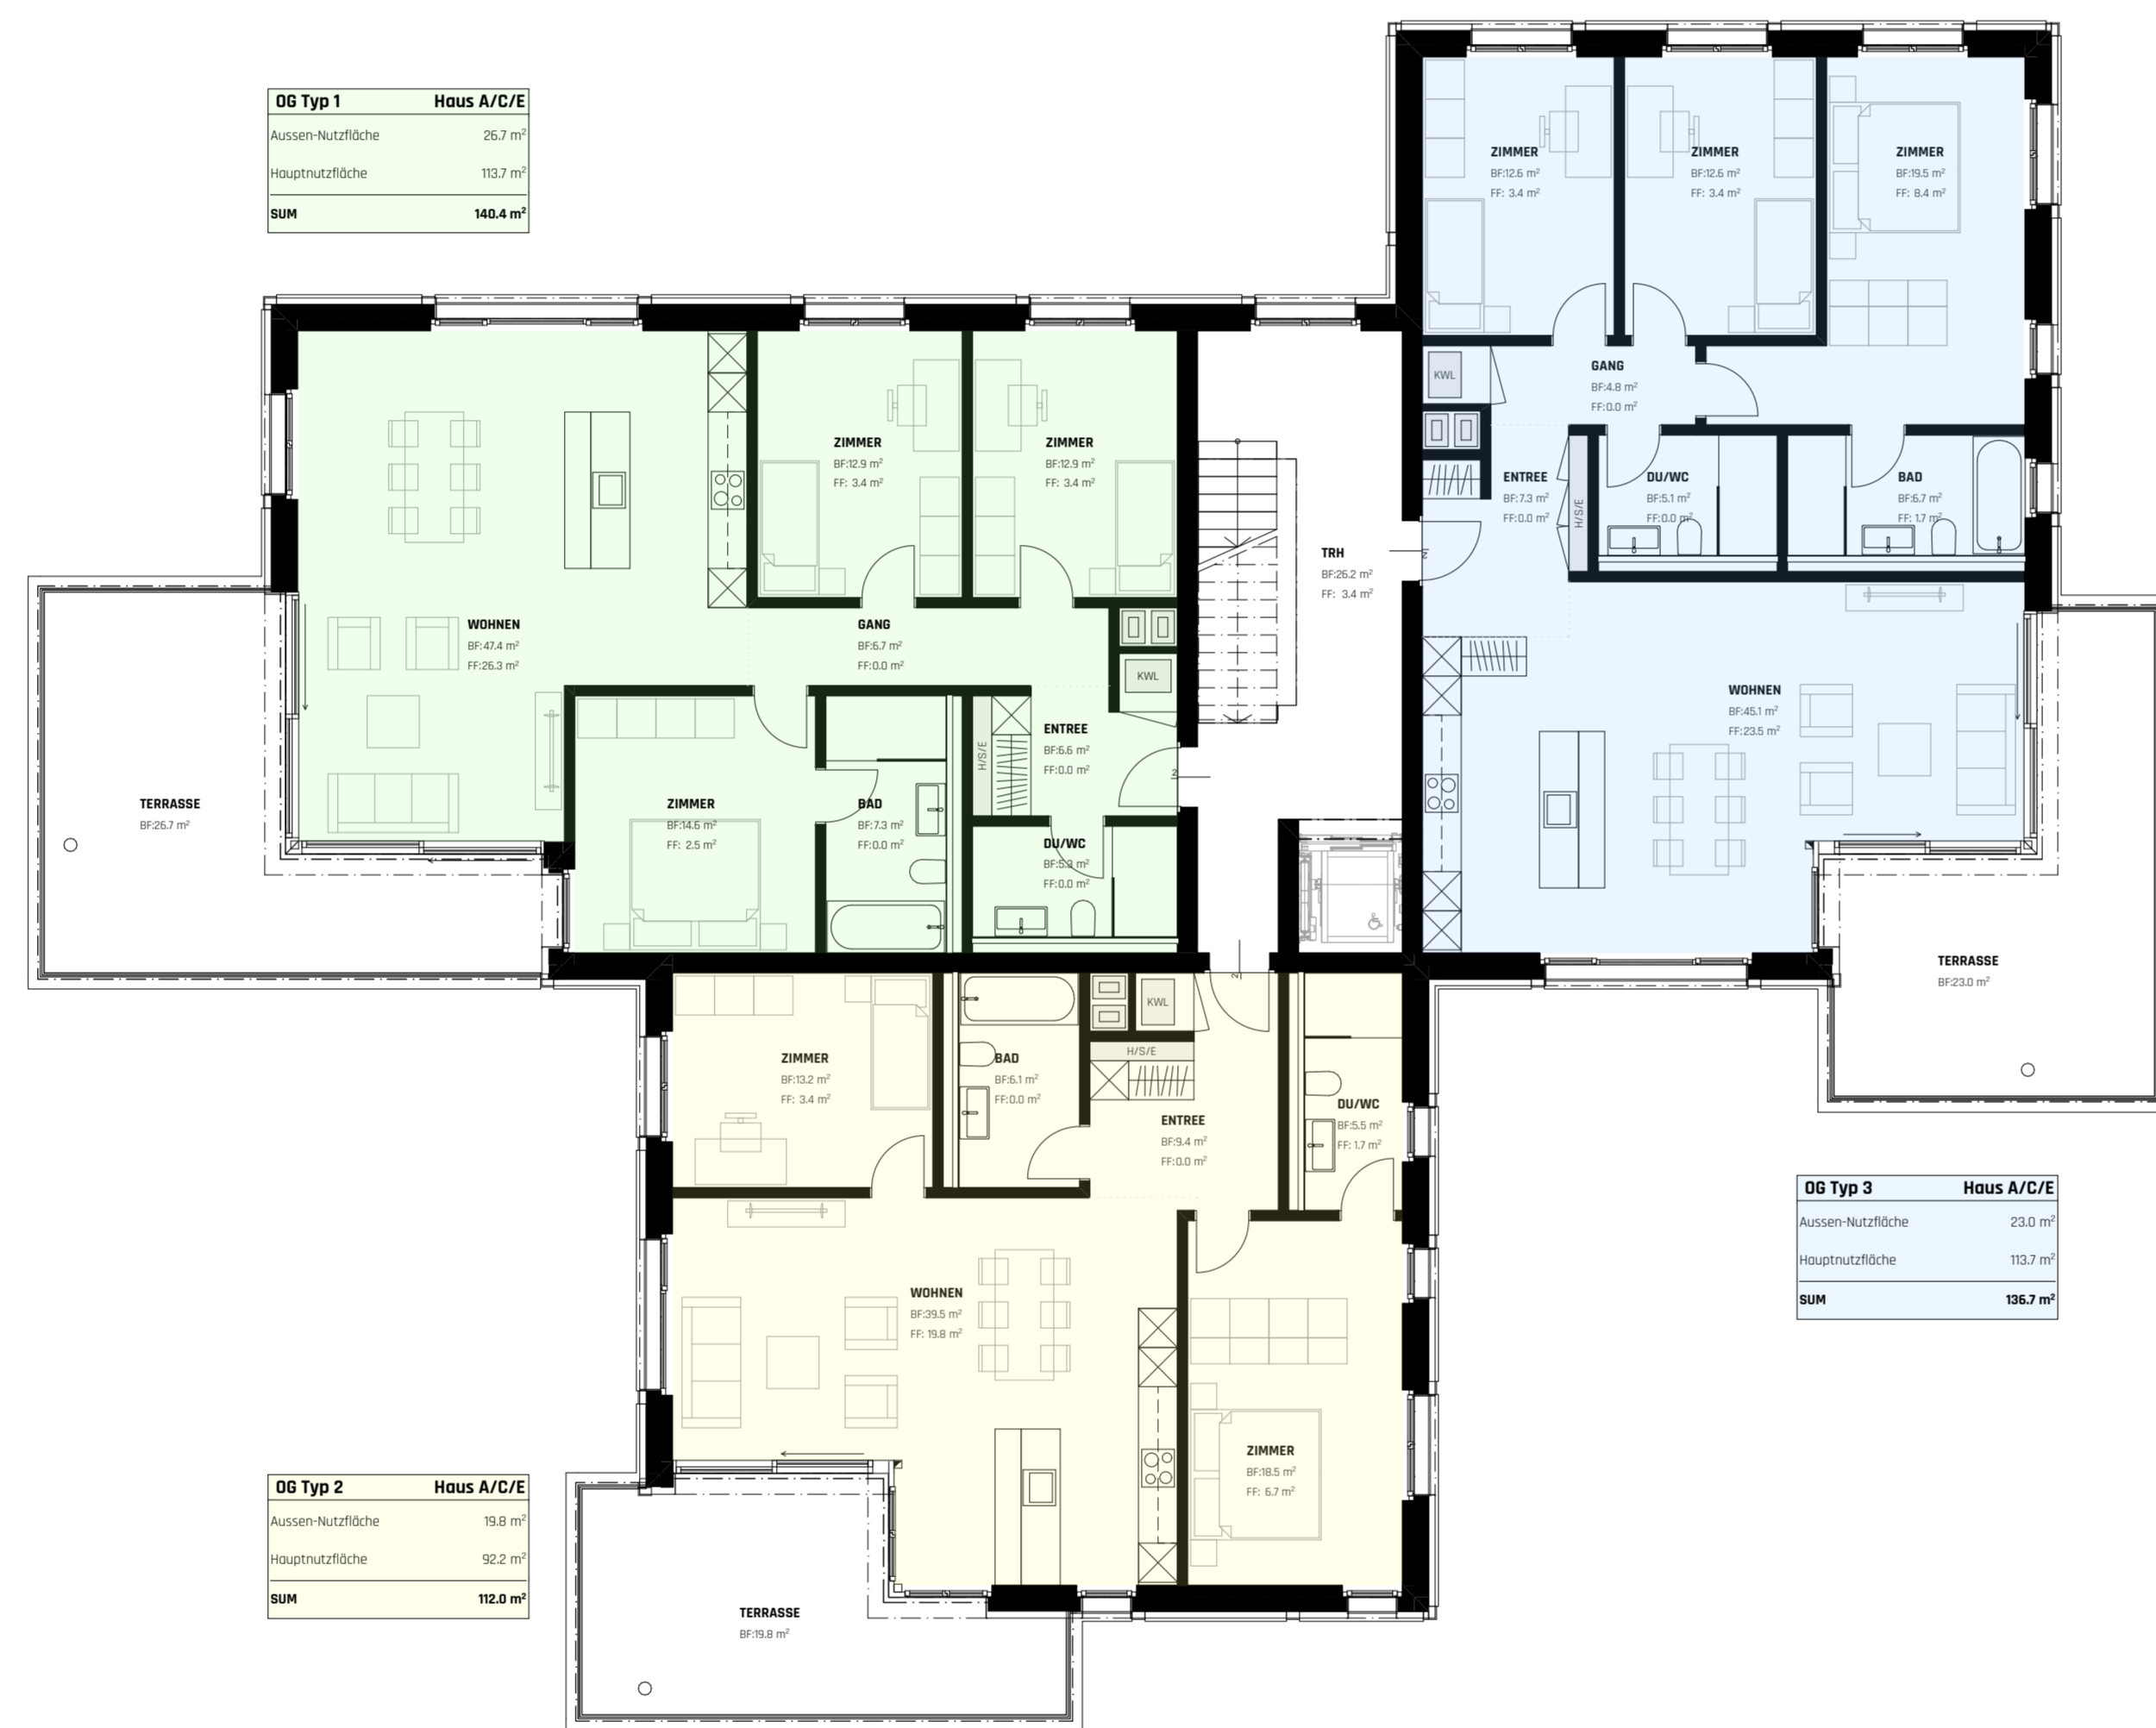 OG Typ 1 Haus A/C/E
Aussen-Nutzfläche 26.7 m²
Hauptnutzfläche 113.7 m²
SUM 140.4 m²
ZIMMER
BF:12.6 m²
FF: 3.4 m²
ZIMMER
BF:12.6 m²
FF: 3.4 m²
ZIMMER
BF:19.5 m²
FF: 8.4 m²
KWL
GANG
BF:4.8 m²
FF:0.0 m²
ENTREE
BF:7.3 m²
FF:0.0 m²
H/S/E
DU/WC
BF:5.1 m²
FF:0.0 m²
BAD
BF:6.7 m²
FF: 1.7 m²
ZIMMER
BF:12.9 m²
FF: 3.4 m²
ZIMMER
BF:12.9 m²
FF: 3.4 m²
TRH
BF:26.2 m²
FF: 3.4 m²
2
WOHNEN
BF:47.4 m²
FF:26.3 m²
GANG
BF:6.7 m²
FF:0.0 m²
KWL
ENTREE
BF:6.6 m²
FF:0.0 m²
H/S/E
2
WOHNEN
BF:45.1 m²
FF:23.5 m²
TERRASSE
BF:26.7 m²
ZIMMER
BF:14.6 m²
FF: 2.5 m²
BAD
BF:7.3 m²
FF:0.0 m²
DU/WC
BF:5.3 m²
FF:0.0 m²
TERRASSE
BF:23.0 m²
2
ZIMMER
BF:13.2 m²
FF: 3.4 m²
BAD
BF:6.1 m²
FF:0.0 m²
KWL
H/S/E
ENTREE
BF:9.4 m²
FF:0.0 m²
DU/WC
BF:5.5 m²
FF: 1.7 m²
OG Typ 3 Haus A/C/E
Aussen-Nutzfläche 23.0 m²
Hauptnutzfläche 113.7 m²
SUM 136.7 m²
WOHNEN
BF:39.5 m²
FF: 19.8 m²
ZIMMER
BF:18.5 m²
FF: 6.7 m²
OG Typ 2 Haus A/C/E
Aussen-Nutzfläche 19.8 m²
Hauptnutzfläche 92.2 m²
SUM 112.0 m²
TERRASSE
BF:19.8 m²